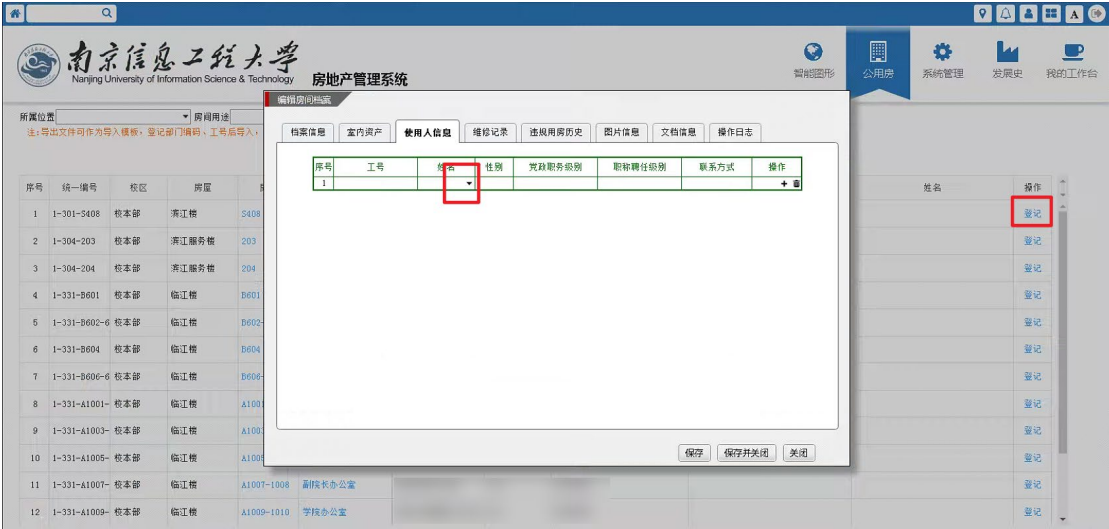 A
南京信息工程大学
Nanjing University of Information Science & Technology
房地产管理系统
智能图形 公用房 系统管理 发展史 我的工作台
所属位置 房间用途
注：导出文件可作为导入模板，登记部门编码、工号后导入，
编辑房间档案
档案信息 室内资产 使用人信息 维修记录 违规用房历史 图片信息 文档信息 操作日志
序号 工号 姓名 性别 党政职务级别 职称聘任级别 联系方式 操作
1
保存 保存并关闭 关闭
序号 统一编号 校区 房屋 姓名 操作
1 1-301-S408 校本部 滨江楼 S408 登记
2 1-304-203 校本部 滨江服务楼 203 登记
3 1-304-204 校本部 滨江服务楼 204 登记
4 1-331-B601 校本部 临江楼 B601 登记
5 1-331-B602-6 校本部 临江楼 B602- 登记
6 1-331-B604 校本部 临江楼 B604 登记
7 1-331-B606-6 校本部 临江楼 B606- 登记
8 1-331-A1001- 校本部 临江楼 A1001 登记
9 1-331-A1003- 校本部 临江楼 A1003 登记
10 1-331-A1005- 校本部 临江楼 A1005 登记
11 1-331-A1007- 校本部 临江楼 A1007-1008 副院长办公室 登记
12 1-331-A1009- 校本部 临江楼 A1009-1010 学院办公室 登记